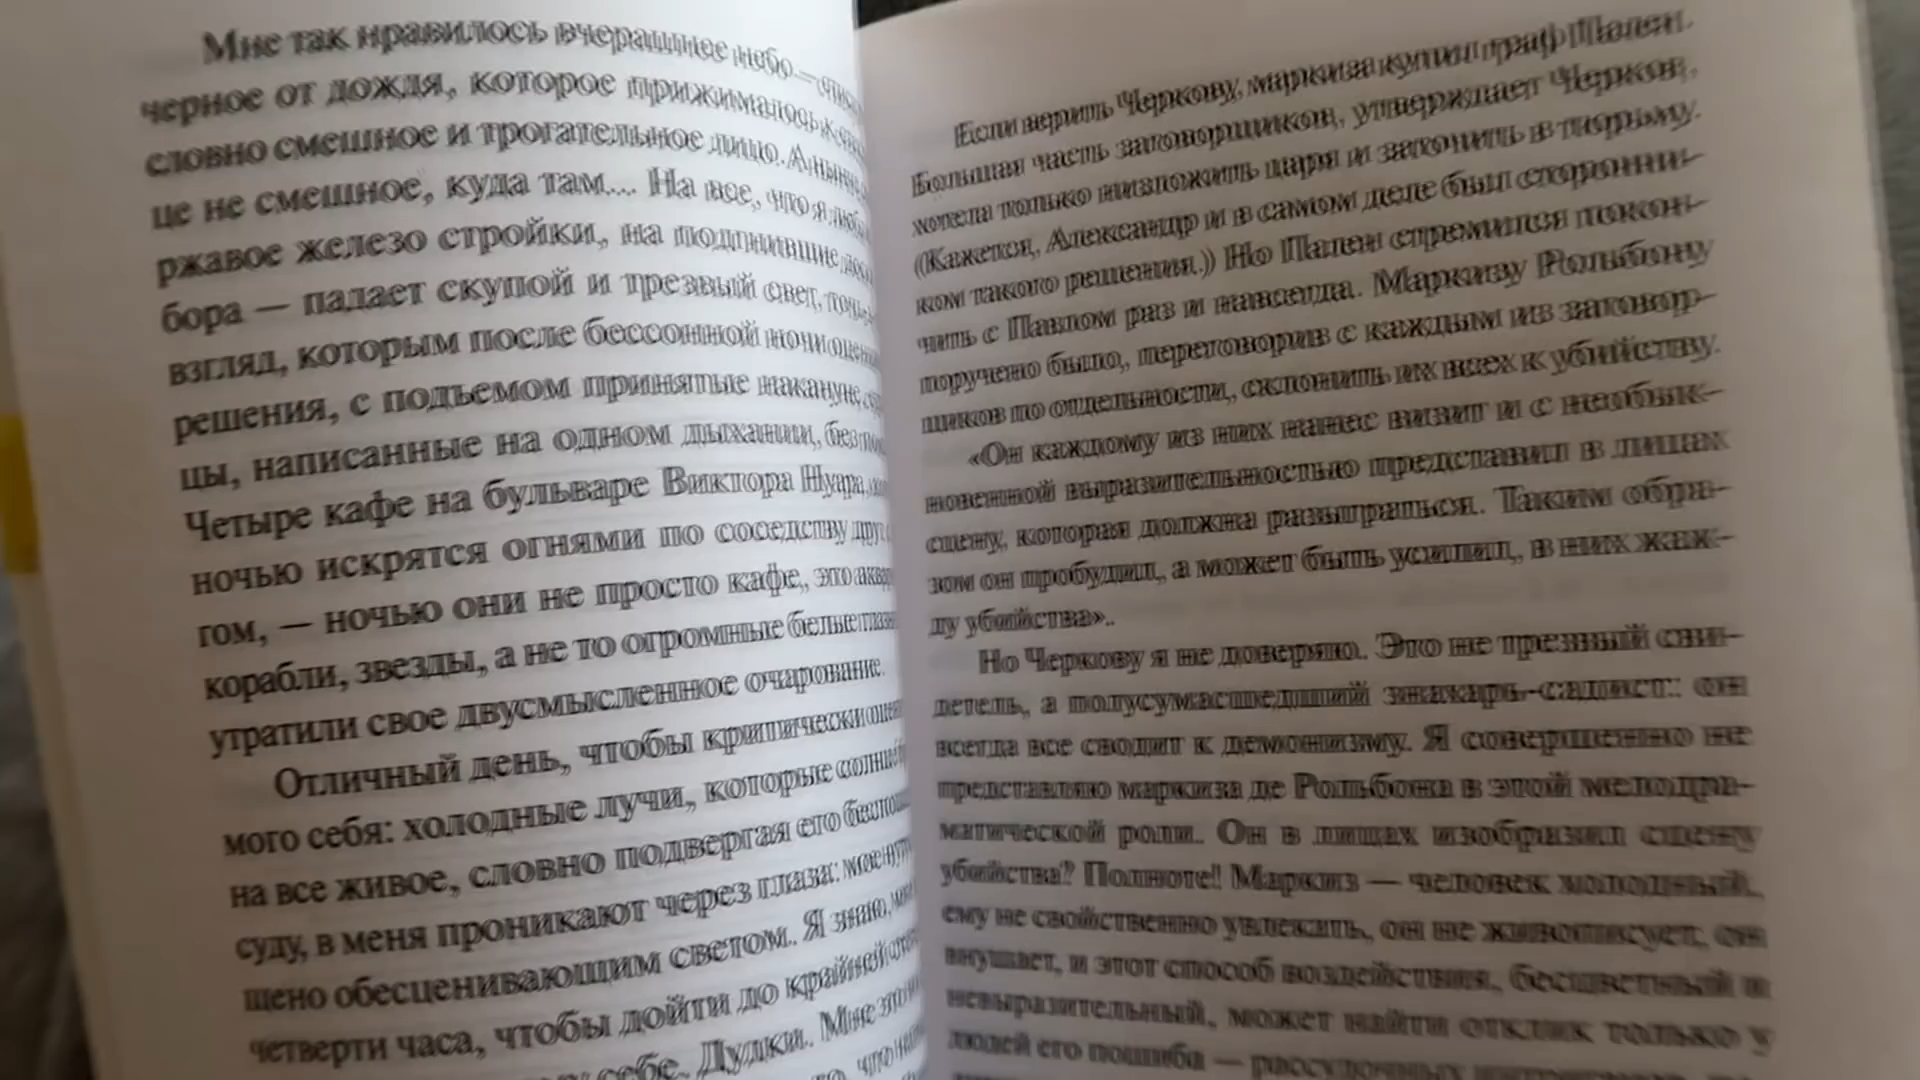 Мне так нравилось вчерашнее небо —
черное от дождя, которое прижималось к
словно смешное и трогательное лицо. А
це не смешное, куда там... На все, что я
ржавое железо стройки, на подгнившие
бора — падает скупой и трезвый свет,
взгляд, которым после бессонной ночи
решения, с подъемом принятые накануне,
цы, написанные на одном дыхании, без
Четыре кафе на бульваре Виктора Нуара,
ночью искрятся огнями по соседству друг с
гом, — ночью они не просто кафе, это
корабли, звезды, а не то огромные белые
утратили свое двусмысленное очарование.
Отличный день, чтобы критически
мого себя: холодные лучи, которые солнце
на все живое, словно подвергая его
суду, в меня проникают через глаза: мое
щено обесценивающим светом. Я знаю,
четверти часа, чтобы дойти до крайней
себе. Дудки. Мне это
что
Если верить Черкову, маркиза купил граф Пален.
Большая часть заговорщиков, утверждает Черков,
хотела только низложить царя и заточить в тюрьму.
(Кажется, Александр и в самом деле был сторонни-
ком такого решения.) Но Пален стремился покон-
чить с Павлом раз и навсегда. Маркизу Рольбону
поручено было, переговорив с каждым из заговор-
щиков по отдельности, склонить их всех к убийству.
«Он каждому из них нанес визит и с необык-
новенной выразительностью представил в лицах
сцену, которая должна разыграться. Таким обра-
зом он пробудил, а может быть усилил, в них жаж-
ду убийства».
Но Черкову я не доверяю. Это не трезвый сви-
детель, а полусумасшедший знахарь-садист: он
всегда все сводит к демонизму. Я совершенно не
представляю маркиза де Рольбона в этой мелодра-
матической роли. Он в лицах изобразил сцену
убийства? Полноте! Маркиз — человек холодный,
ему не свойственно увлекать, он не живописует, он
внушает, и этот способ воздействия, бесцветный и
невыразительный, может найти отклик только у
людей его пошиба — рассудочных